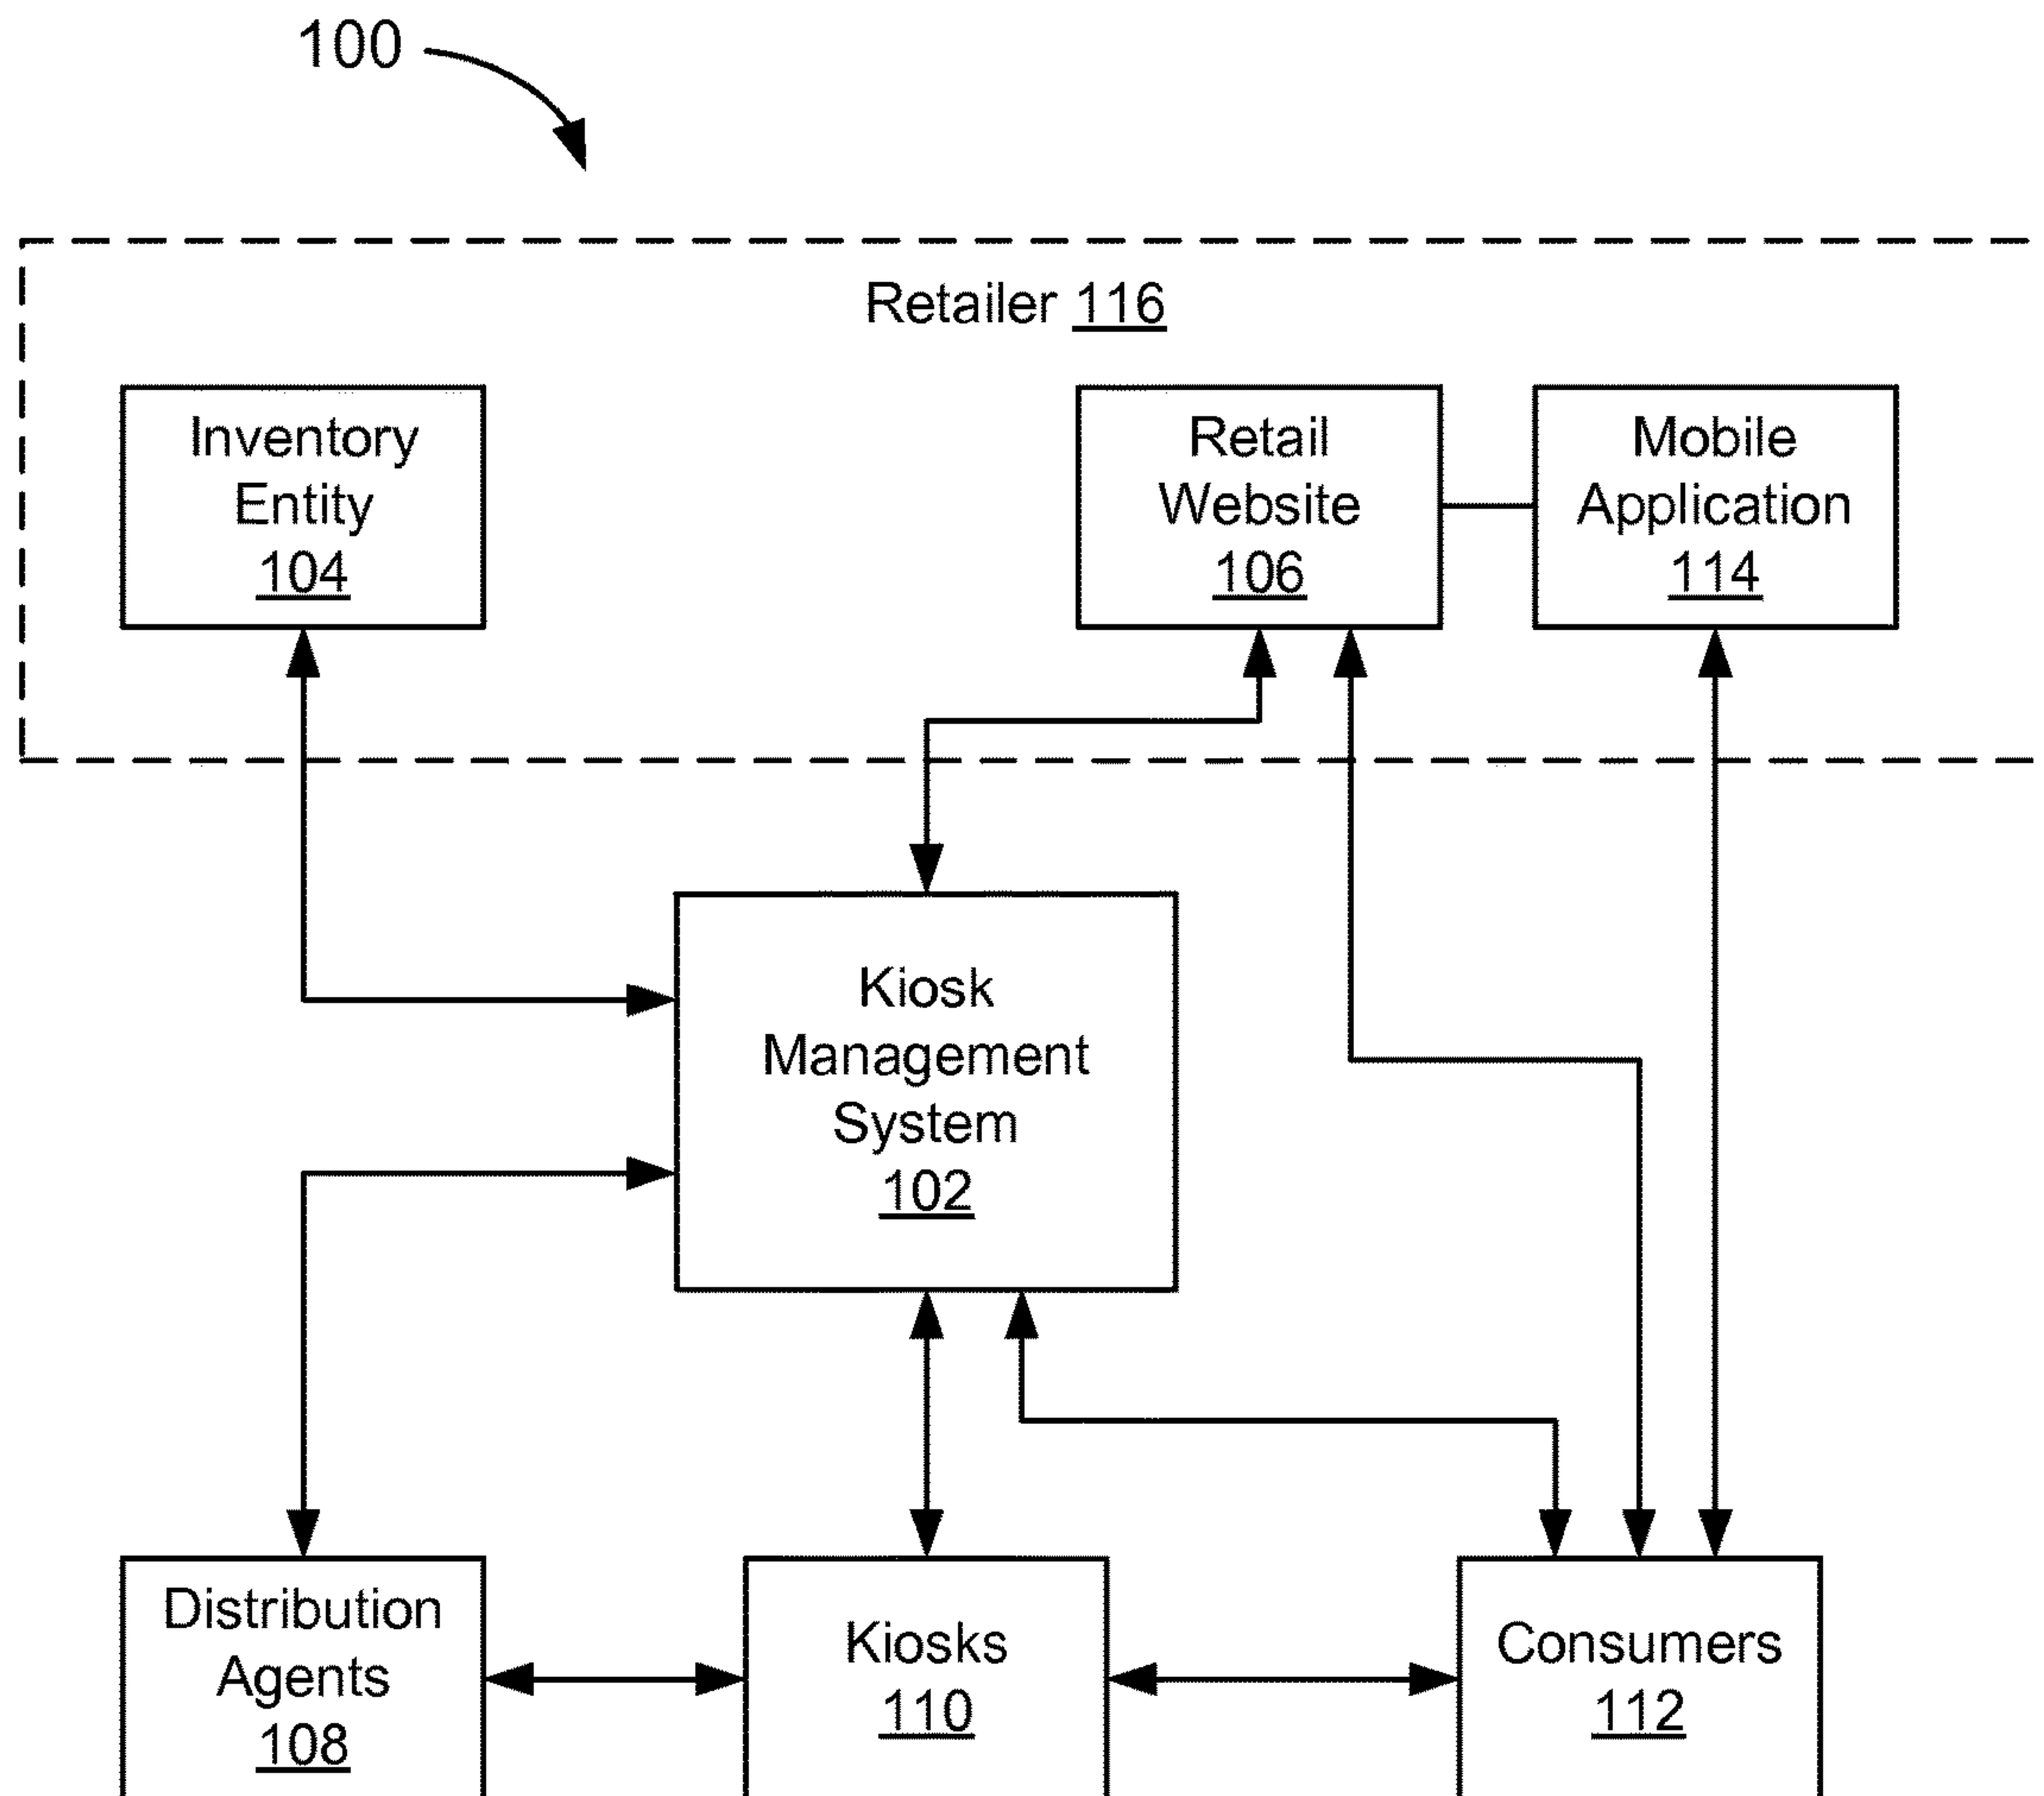 100
Retailer 116
Inventory
Entity
104
Retail
Website
106
Mobile
Application
114
Kiosk
Management
System
102
Distribution
Agents
108
Kiosks
110
Consumers
112